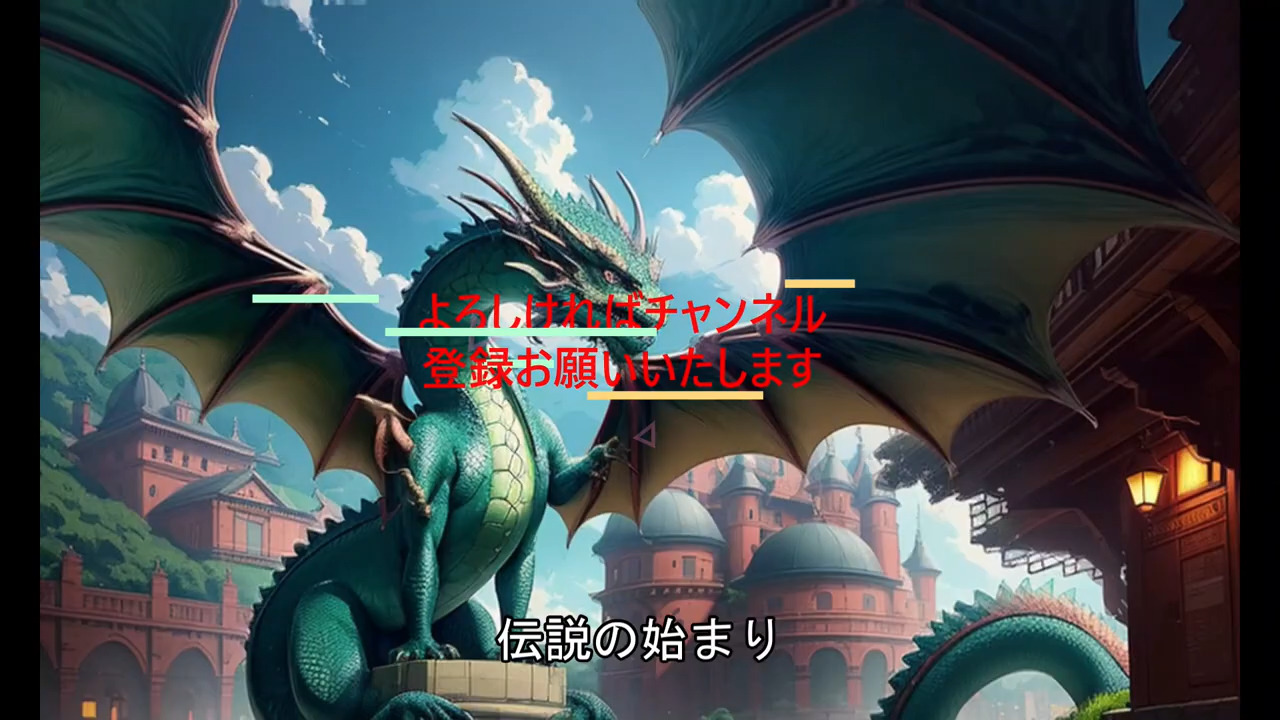 よろしければチャンネル
登録お願いいたします
伝説の始まり